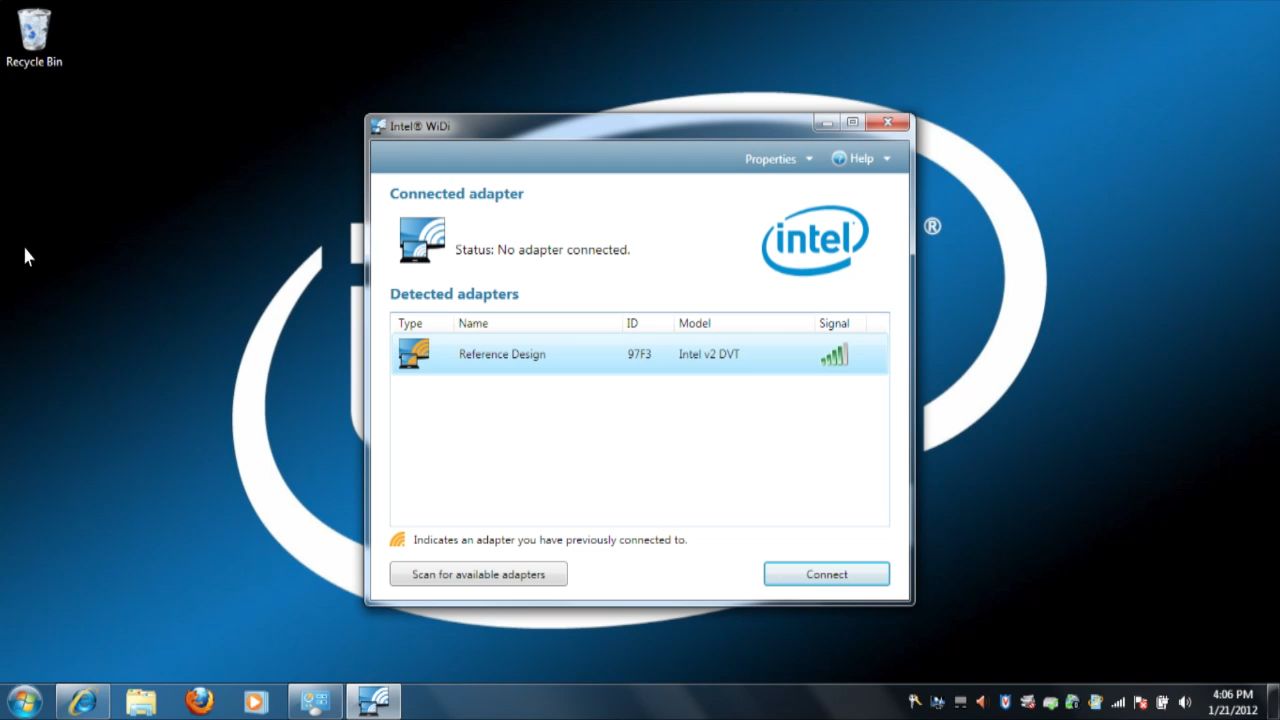 Recycle Bin
Intel® WiDi
Properties Help
Connected adapter
Status: No adapter connected.
intel
®
Detected adapters
Type Name ID Model Signal
Reference Design 97F3 Intel v2 DVT
Indicates an adapter you have previously connected to.
Scan for available adapters Connect
4:06 PM
1/21/2012